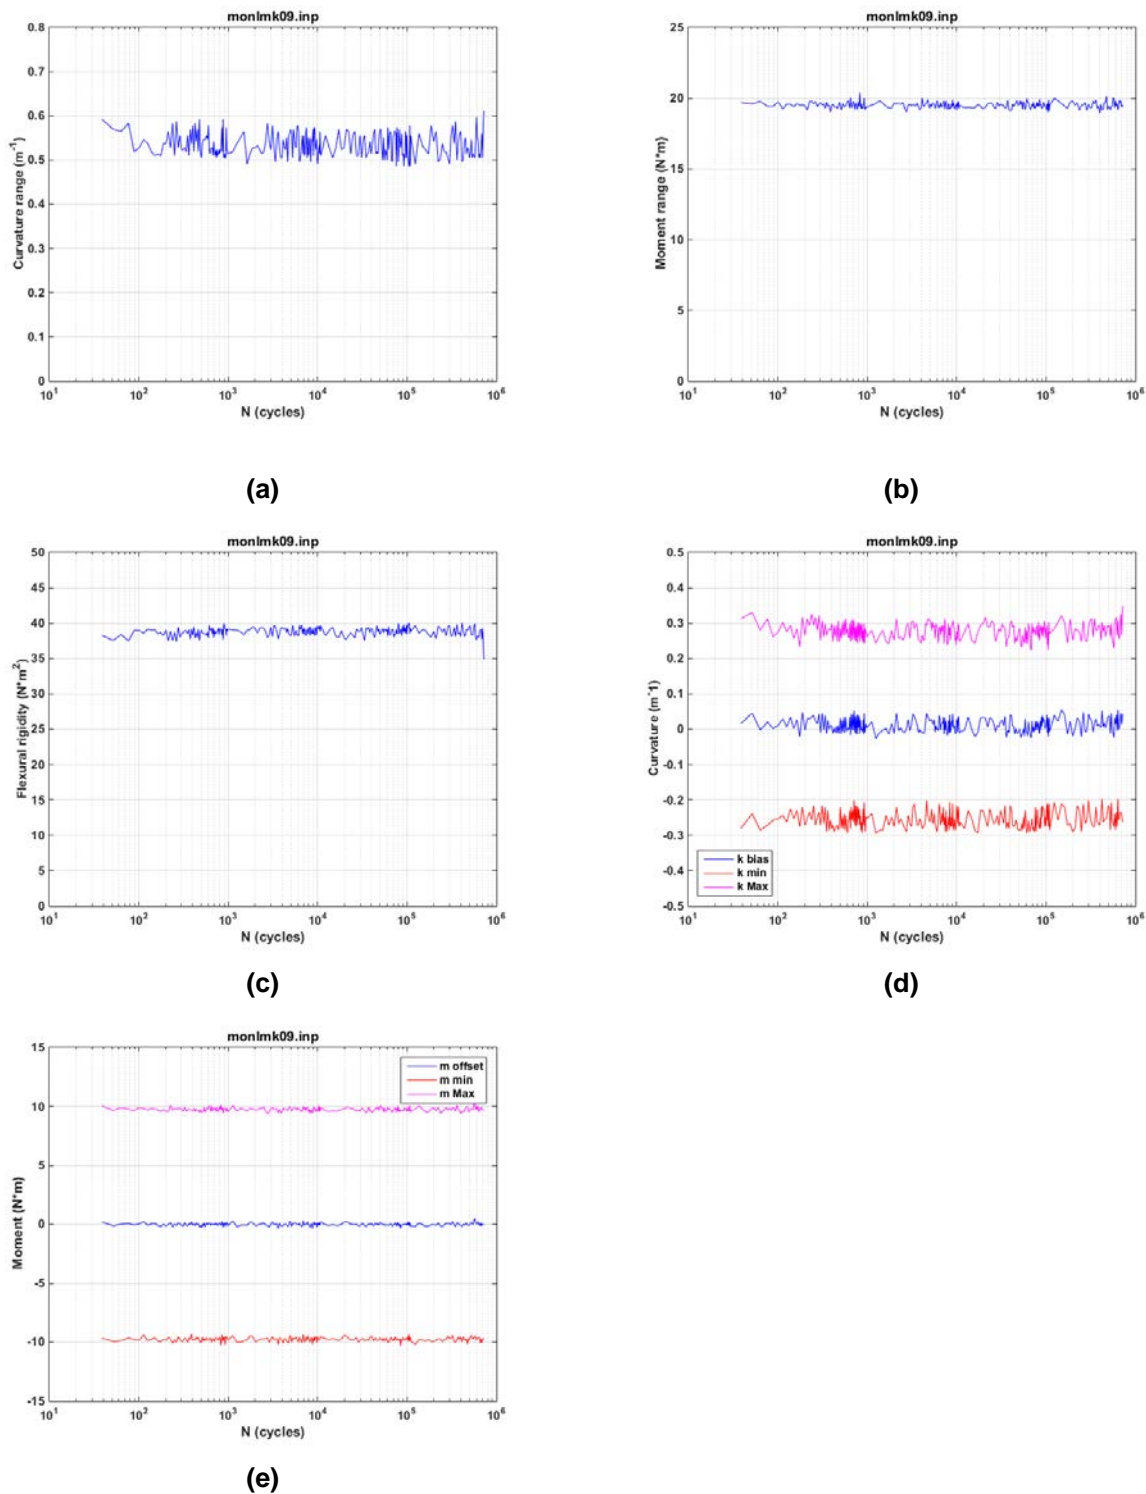 monlmk09.inp
0.8
0.7
0.6
0.5
0.4
0.3
0.2
0.1
0
Curvature range (m⁻¹)
10¹ 10² 10³ 10⁴ 10⁵ 10⁶
N (cycles)
(a)
monlmk09.inp
25
20
15
10
5
0
Moment range (N*m)
10¹ 10² 10³ 10⁴ 10⁵ 10⁶
N (cycles)
(b)
monlmk09.inp
50
45
40
35
30
25
20
15
10
5
0
Flexural rigidity (N*m²)
10¹ 10² 10³ 10⁴ 10⁵ 10⁶
N (cycles)
(c)
monlmk09.inp
0.5
0.4
0.3
0.2
0.1
0
-0.1
-0.2
-0.3
-0.4
-0.5
Curvature (m⁻1)
k bias
k min
k Max
10¹ 10² 10³ 10⁴ 10⁵ 10⁶
N (cycles)
(d)
monlmk09.inp
15
10
5
0
-5
-10
-15
Moment (N*m)
m offset
m min
m Max
10¹ 10² 10³ 10⁴ 10⁵ 10⁶
N (cycles)
(e)